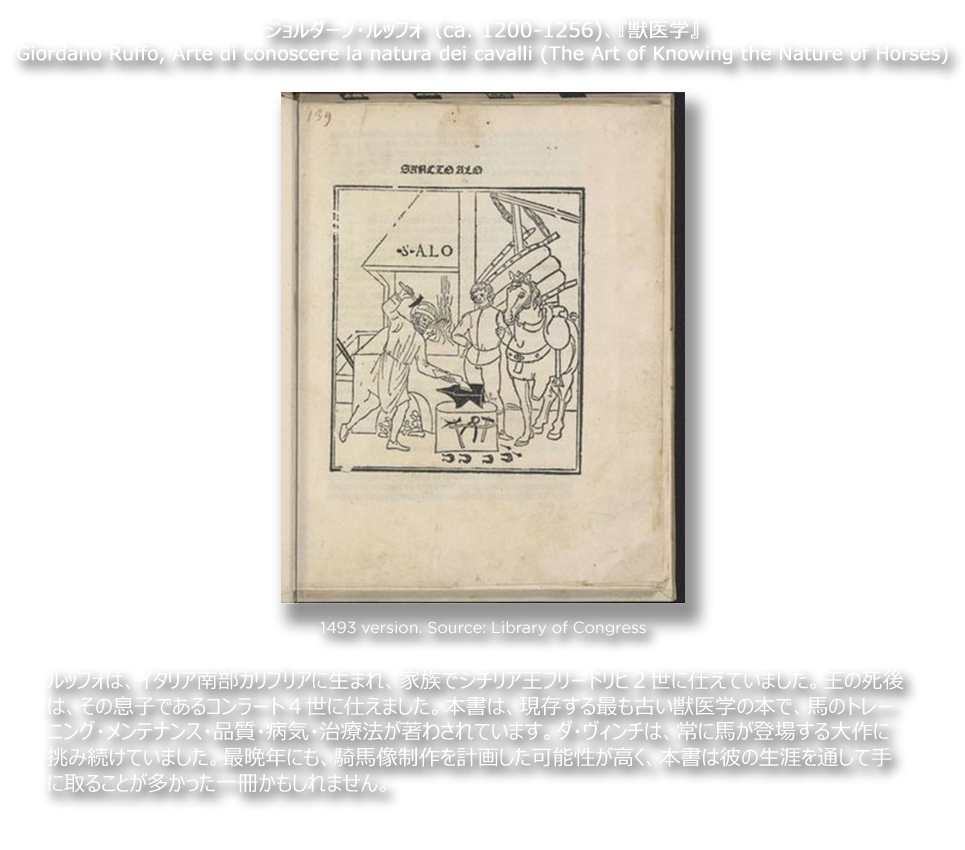 ジョルダーノ・ルッフォ (ca. 1200-1256)、『獣医学』
Giordano Ruffo, Arte di conoscere la natura dei cavalli (The Art of Knowing the Nature of Horses)
139
SANCTO ALO
•S•ALO
1493 version. Source: Library of Congress
ルッフォは、イタリア南部カリブリアに生まれ、家族でシチリア王フリードリヒ２世に仕えていました。王の死後
は、その息子であるコンラート４世に仕えました。本書は、現存する最も古い獣医学の本で、馬のトレー
ニング・メンテナンス・品質・病気・治療法が著わされています。ダ・ヴィンチは、常に馬が登場する大作に
挑み続けていました。最晩年にも、騎馬像制作を計画した可能性が高く、本書は彼の生涯を通して手
に取ることが多かった一冊かもしれません。